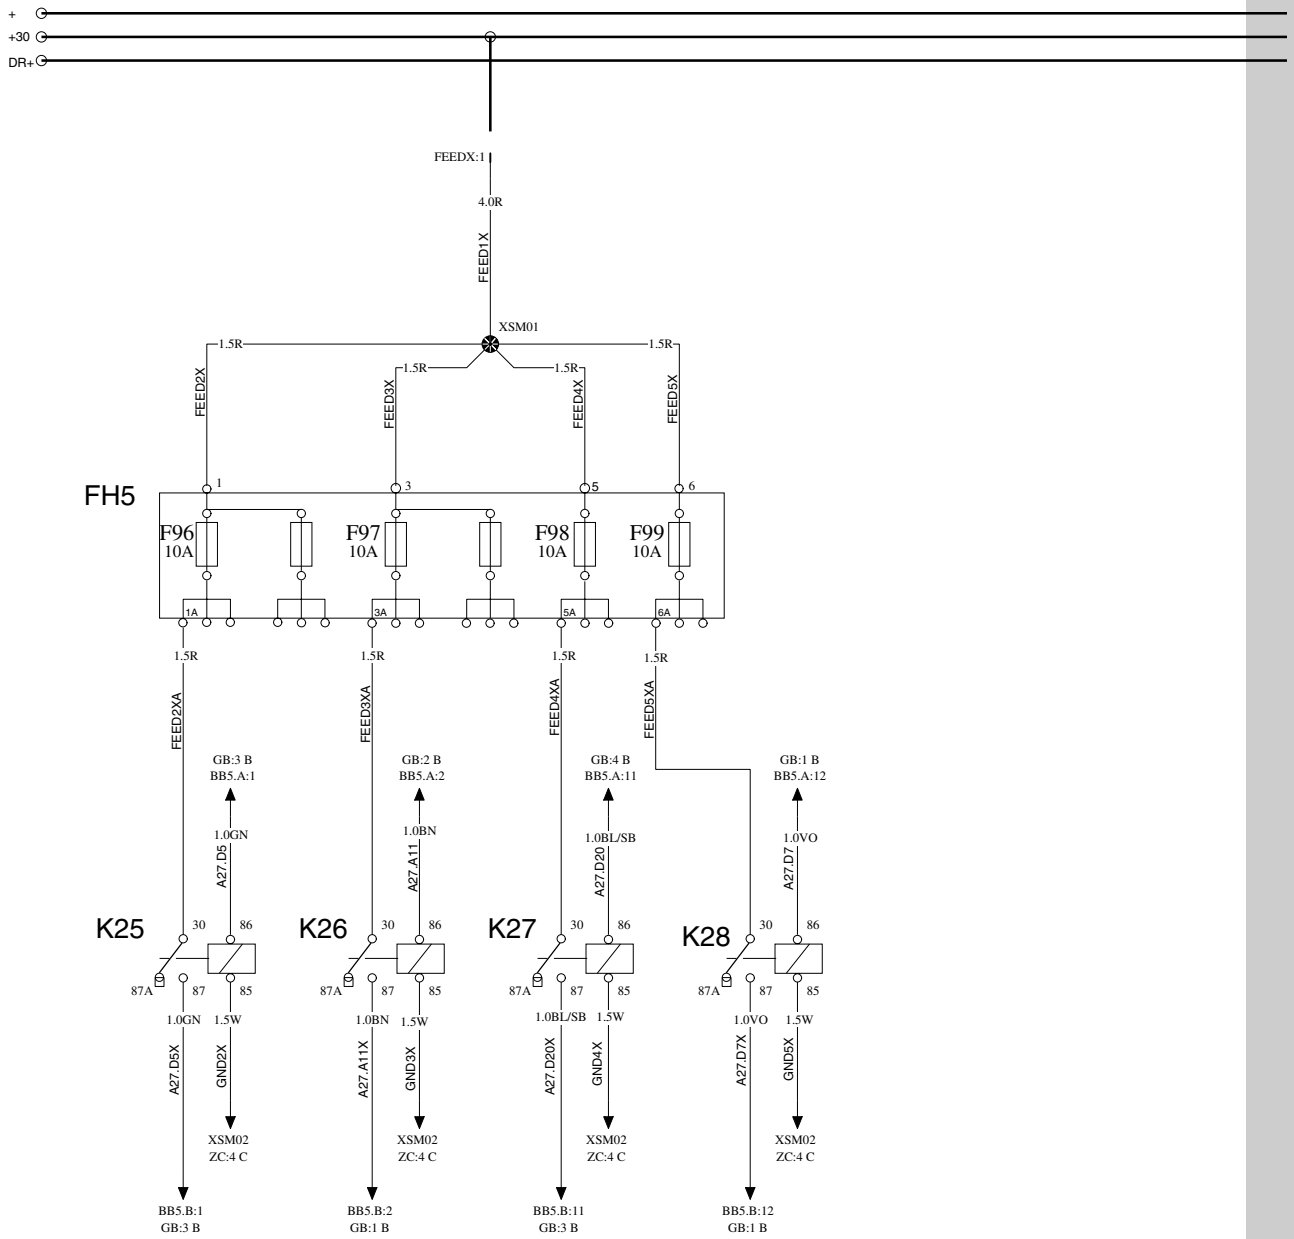 +
+30
DR+
FEEDX:1
4.0R
FEED1X
XSM01
1.5R
1.5R
1.5R
1.5R
FEED2X
FEED3X
FEED4X
FEED5X
FH5
1
3
5
6
F96
10A
F97
10A
F98
10A
F99
10A
1A
3A
5A
6A
1.5R
1.5R
1.5R
1.5R
FEED2XA
FEED3XA
FEED4XA
FEED5XA
GB:3 B
BB5.A:1
GB:2 B
BB5.A:2
GB:4 B
BB5.A:11
GB:1 B
BB5.A:12
1.0GN
1.0BN
1.0BL/SB
1.0VO
A27.D5
A27.A11
A27.D20
A27.D7
K25
30
86
K26
30
86
K27
30
86
K28
30
86
87A
87
85
87A
87
85
87A
87
85
87A
87
85
1.0GN
1.5W
1.0BN
1.5W
1.0BL/SB
1.5W
1.0VO
1.5W
A27.D5X
GND2X
A27.A11X
GND3X
A27.D20X
GND4X
A27.D7X
GND5X
XSM02
ZC:4 C
XSM02
ZC:4 C
XSM02
ZC:4 C
XSM02
ZC:4 C
BB5.B:1
GB:3 B
BB5.B:2
GB:1 B
BB5.B:11
GB:3 B
BB5.B:12
GB:1 B